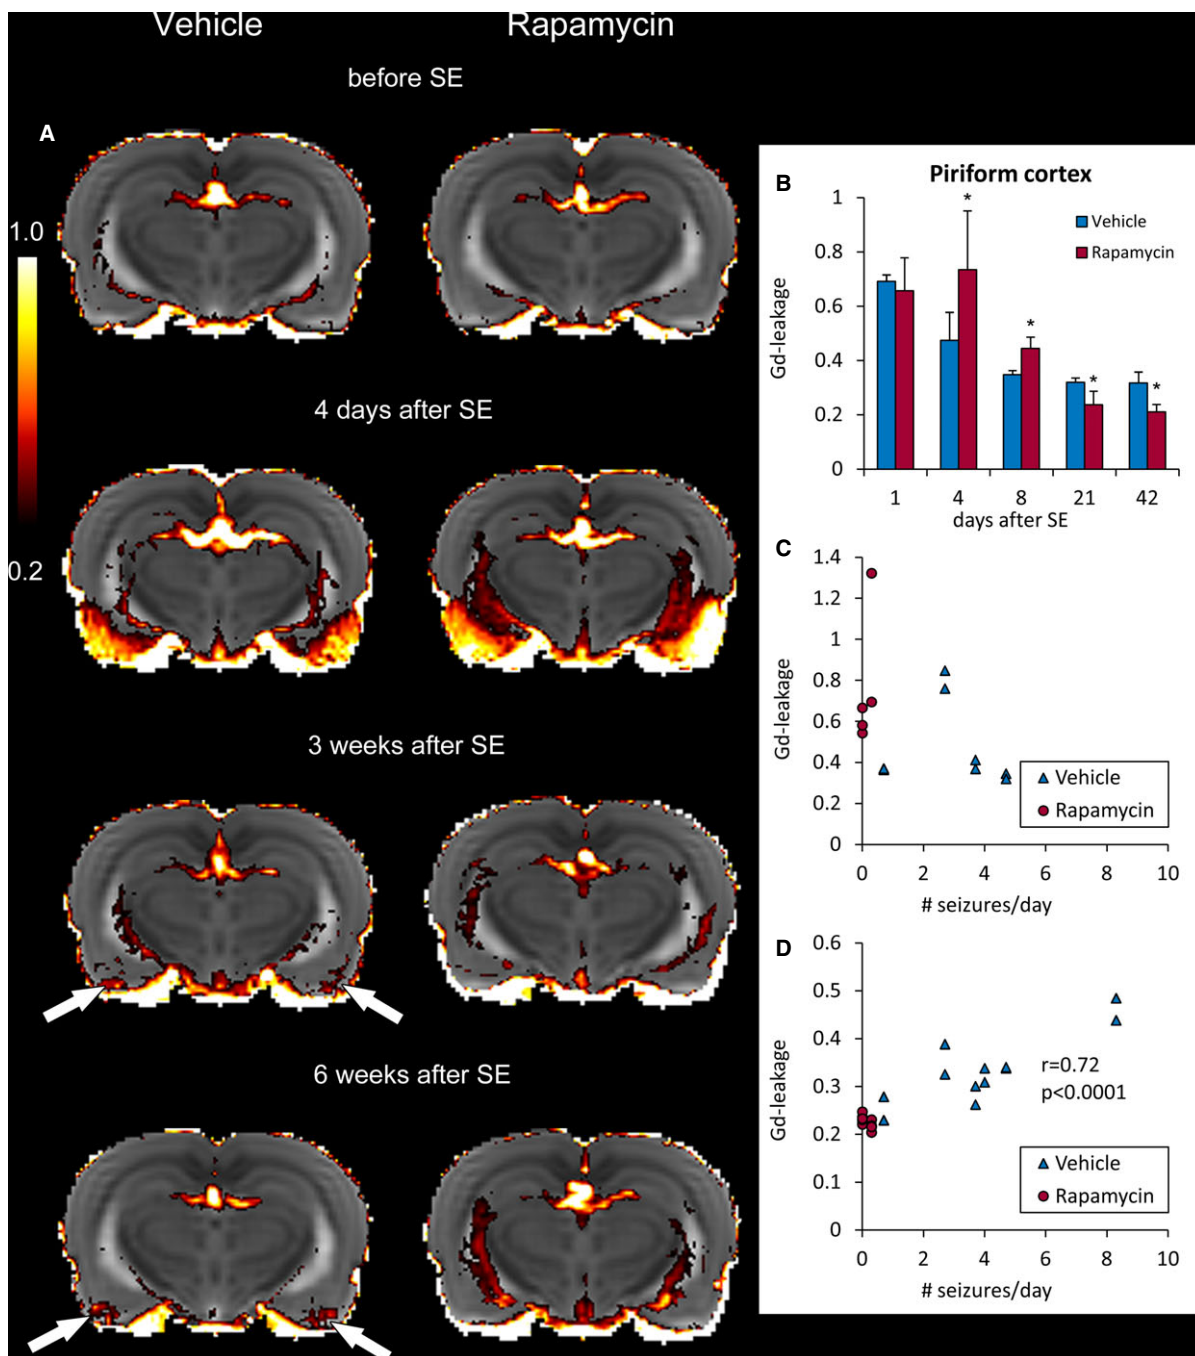 Vehicle
Rapamycin
before SE
A
1.0
0.2
4 days after SE
3 weeks after SE
6 weeks after SE
B
Piriform cortex
Gd-leakage
1
0.8
0.6
0.4
0.2
0
*
*
*
*
Vehicle
Rapamycin
1 4 8 21 42
days after SE
C
Gd-leakage
1.4
1.2
1
0.8
0.6
0.4
0.2
0
Vehicle
Rapamycin
0 2 4 6 8 10
# seizures/day
D
Gd-leakage
0.6
0.5
0.4
0.3
0.2
0.1
0
r=0.72
p<0.0001
Vehicle
Rapamycin
0 2 4 6 8 10
# seizures/day